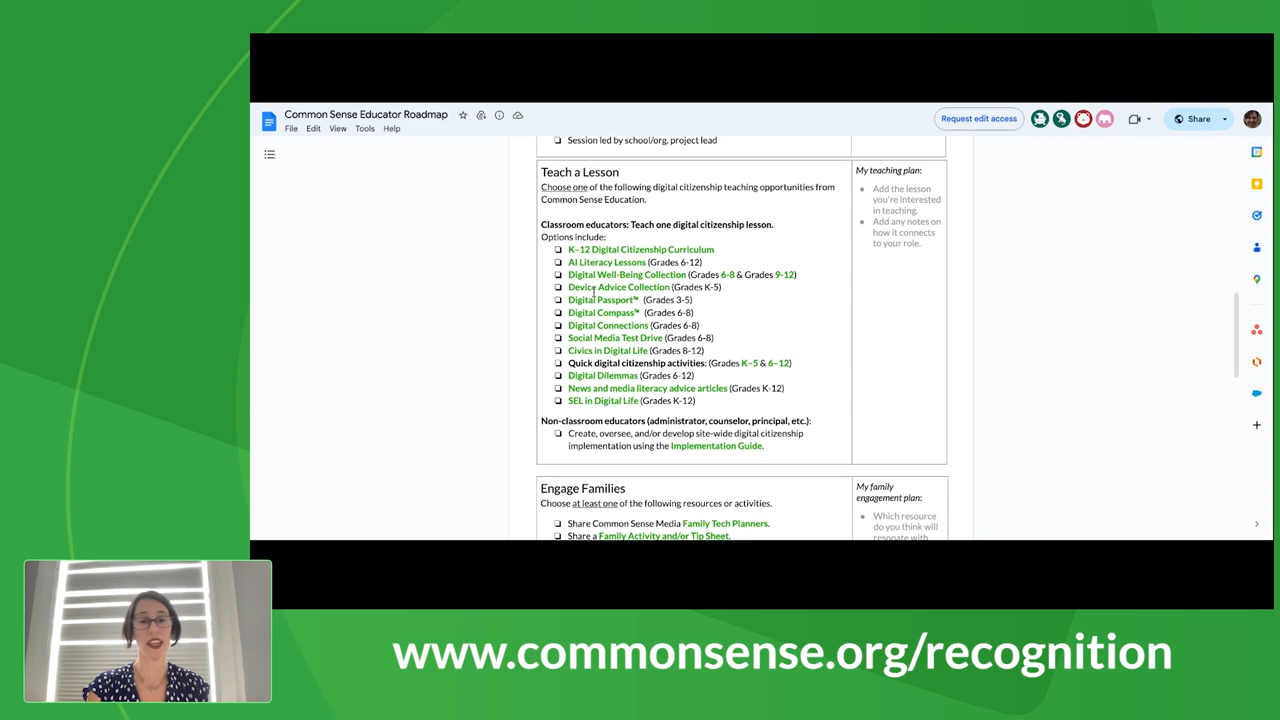 Common Sense Educator Roadmap
File Edit View Tools Help
Request edit access
Share
Session led by school/org. project lead
Teach a Lesson
Choose one of the following digital citizenship teaching opportunities from
Common Sense Education.
Classroom educators: Teach one digital citizenship lesson.
Options include:
K–12 Digital Citizenship Curriculum
AI Literacy Lessons (Grades 6-12)
Digital Well-Being Collection (Grades 6-8 & Grades 9-12)
Device Advice Collection (Grades K-5)
Digital Passport™ (Grades 3-5)
Digital Compass™ (Grades 6-8)
Digital Connections (Grades 6-8)
Social Media Test Drive (Grades 6-8)
Civics in Digital Life (Grades 8-12)
Quick digital citizenship activities: (Grades K–5 & 6–12)
Digital Dilemmas (Grades 6-12)
News and media literacy advice articles (Grades K-12)
SEL in Digital Life (Grades K-12)
Non-classroom educators (administrator, counselor, principal, etc.):
Create, oversee, and/or develop site-wide digital citizenship
implementation using the Implementation Guide.
My teaching plan:
Add the lesson
you're interested
in teaching.
Add any notes on
how it connects
to your role.
Engage Families
Choose at least one of the following resources or activities.
Share Common Sense Media Family Tech Planners.
Share a Family Activity and/or Tip Sheet.
My family
engagement plan:
Which resource
do you think will
resonate with
www.commonsense.org/recognition